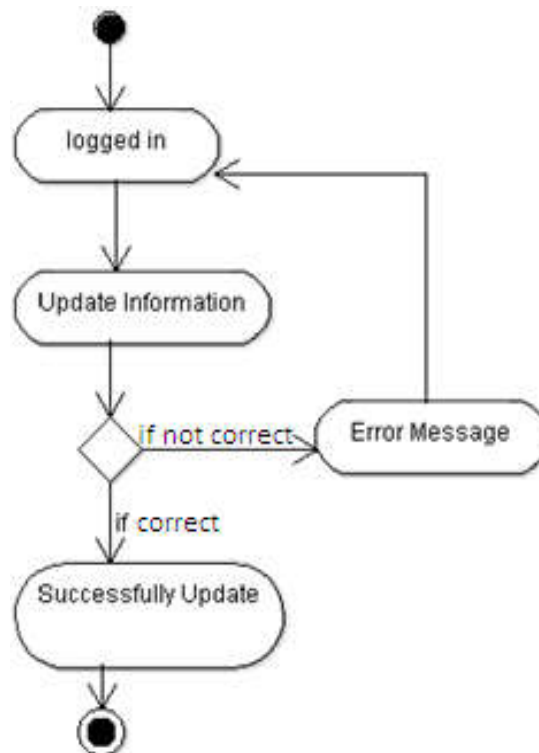 logged in
Update Information
if not correct
Error Message
if correct
Successfully Update